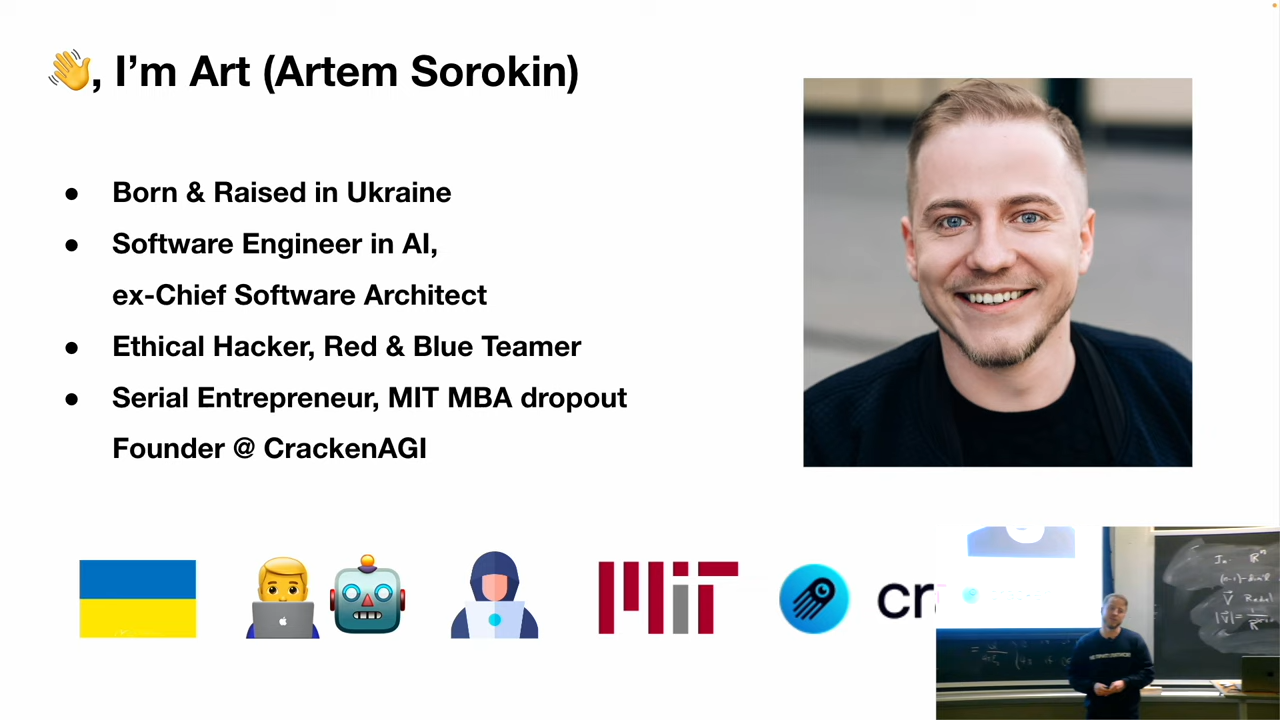 👋, I’m Art (Artem Sorokin)
● Born & Raised in Ukraine
● Software Engineer in AI,
ex-Chief Software Architect
● Ethical Hacker, Red & Blue Teamer
● Serial Entrepreneur, MIT MBA dropout
Founder @ CrackenAGI
MiT
cr